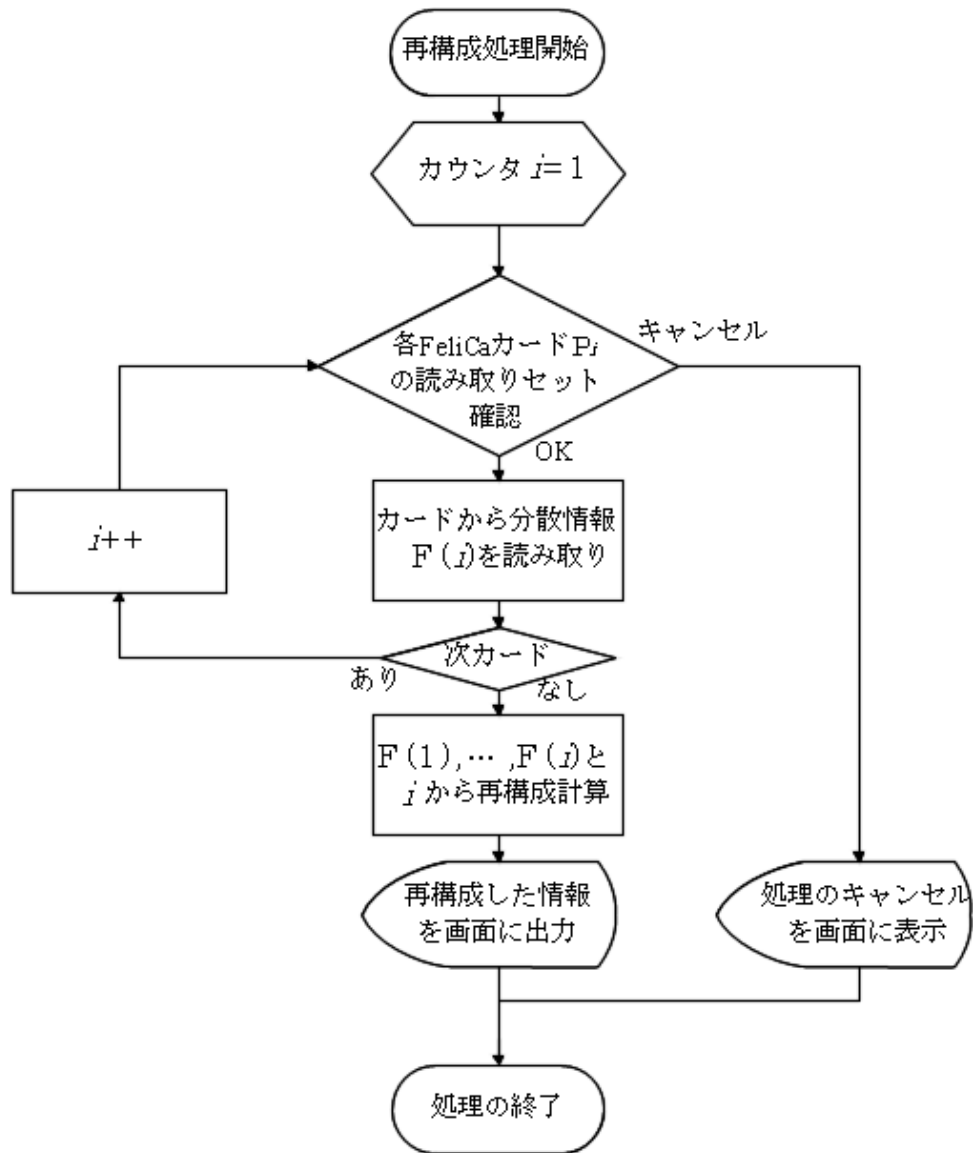 再構成処理開始
カウンタ i=1
キャンセル
各FeliCaカードPi
の読み取りセット
確認
OK
i++
カードから分散情報
F(i)を読み取り
次カード
あり
なし
F(1),…,F(i)と
iから再構成計算
再構成した情報
を画面に出力
処理のキャンセル
を画面に表示
処理の終了